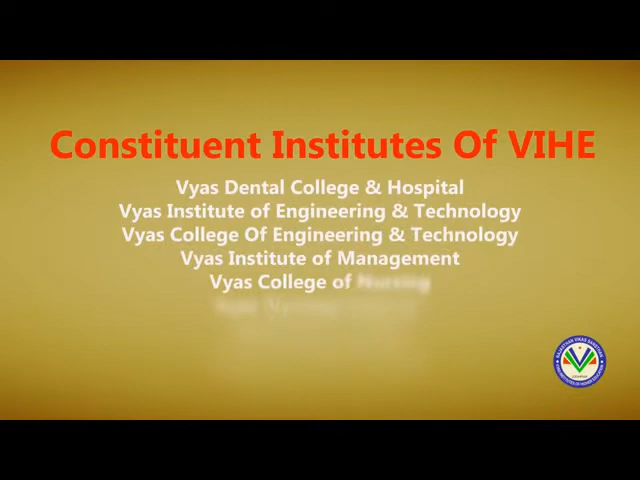 Constituent Institutes Of VIHE
Vyas Dental College & Hospital
Vyas Institute of Engineering & Technology
Vyas College Of Engineering & Technology
Vyas Institute of Management
Vyas College of Nursing